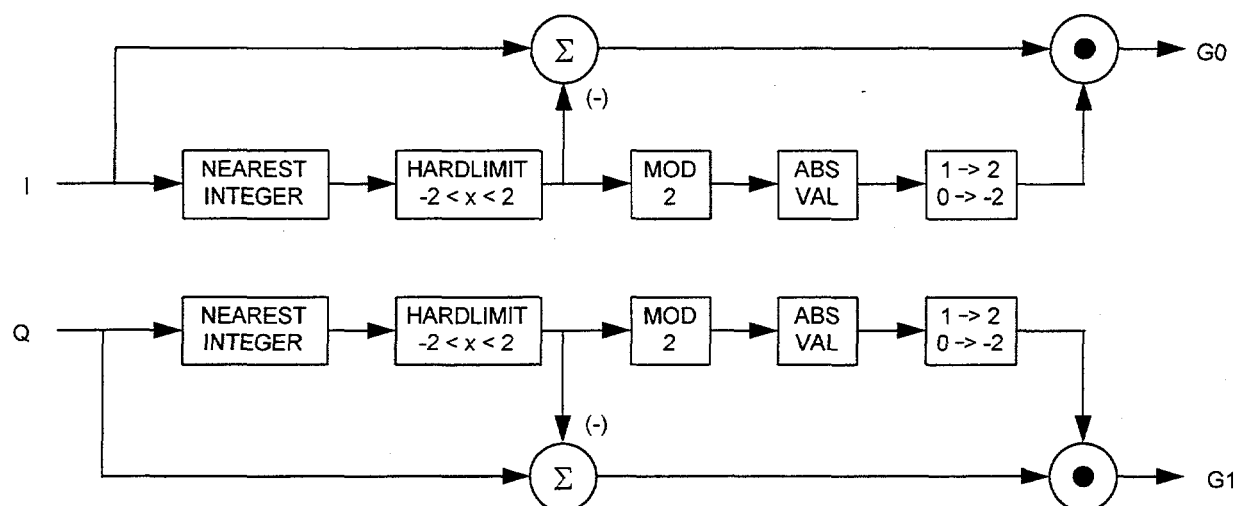 Σ
G0
(-)
I
NEAREST
INTEGER
HARDLIMIT
-2 < x < 2
MOD
2
ABS
VAL
1 -> 2
0 -> -2
Q
NEAREST
INTEGER
HARDLIMIT
-2 < x < 2
MOD
2
ABS
VAL
1 -> 2
0 -> -2
(-)
Σ
G1